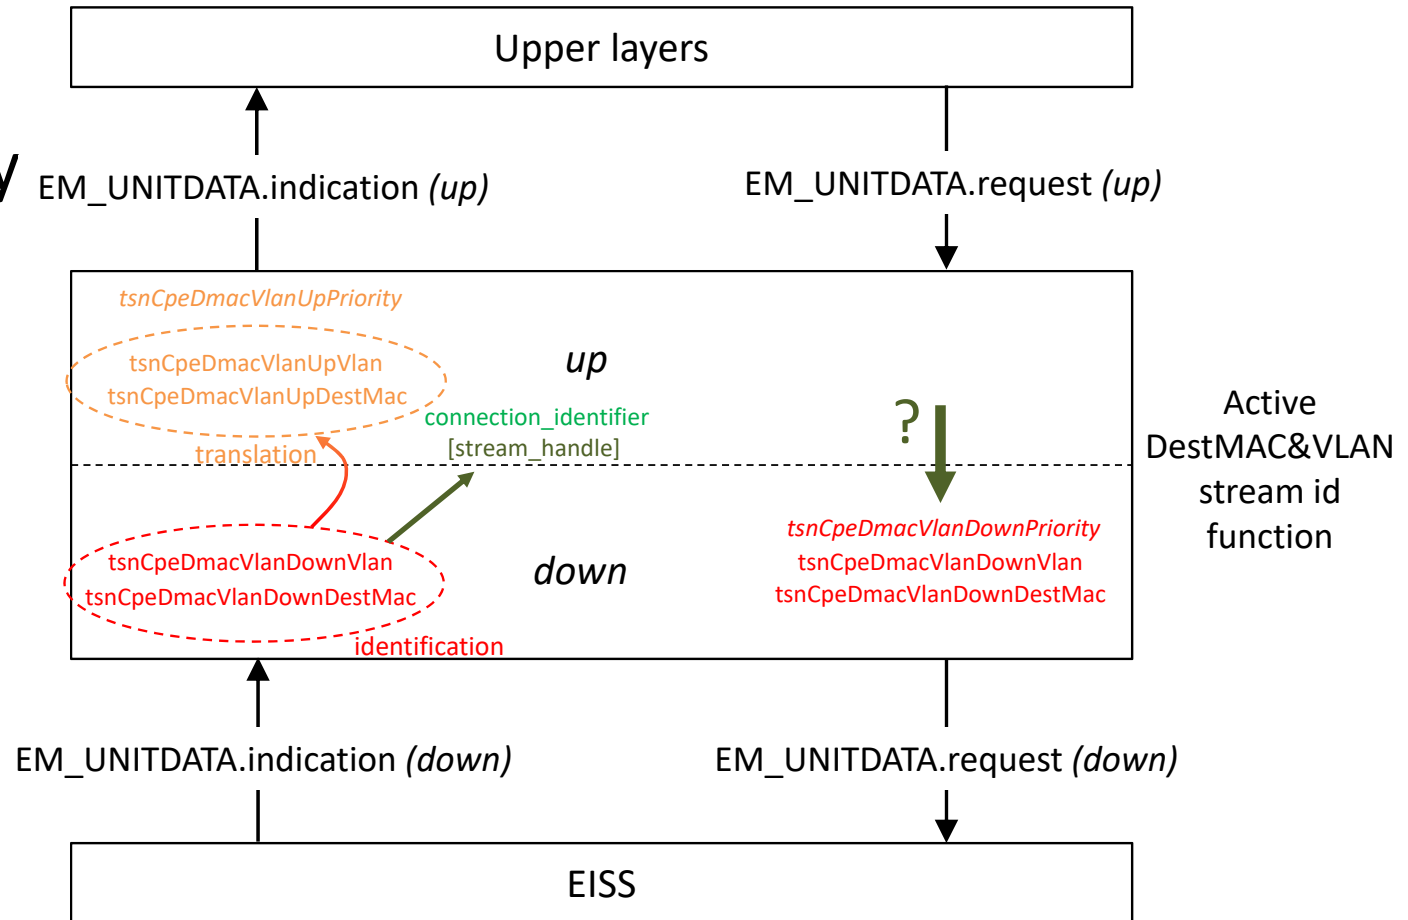 Upper layers
y
EM_UNITDATA.indication (up)
EM_UNITDATA.request (up)
tsnCpeDmacVlanUpPriority
tsnCpeDmacVlanUpVlan
tsnCpeDmacVlanUpDestMac
up
connection_identifier
[stream_handle]
translation
?
Active
DestMAC&VLAN
stream id
function
tsnCpeDmacVlanDownVlan
tsnCpeDmacVlanDownDestMac
identification
down
tsnCpeDmacVlanDownPriority
tsnCpeDmacVlanDownVlan
tsnCpeDmacVlanDownDestMac
EM_UNITDATA.indication (down)
EM_UNITDATA.request (down)
EISS